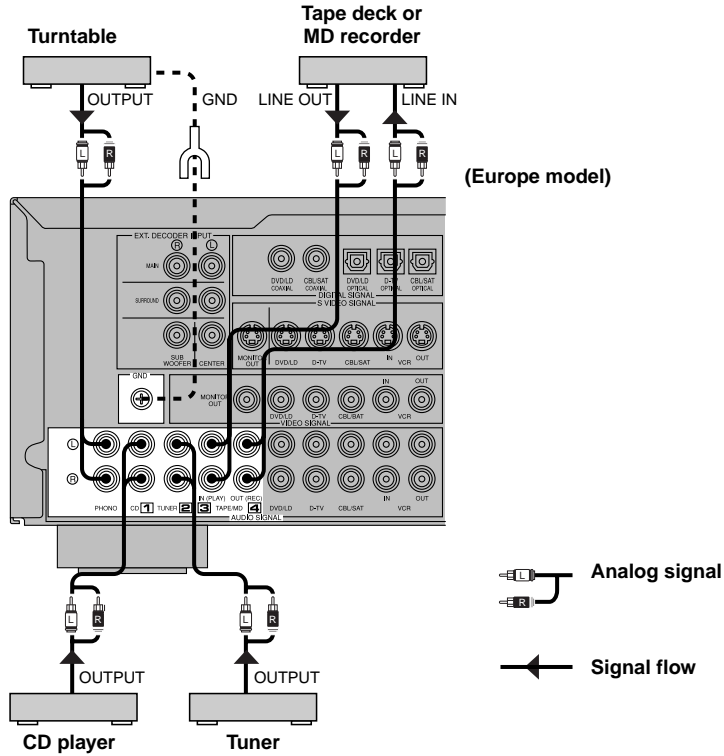 Turntable
Tape deck or
MD recorder
OUTPUT
GND
LINE OUT
LINE IN
L
R
L
R
L
R
(Europe model)
EXT. DECODER INPUT
R
L
MAIN
SURROUND
SUB
WOOFER
CENTER
DVD/LD
COAXIAL
CBL/SAT
COAXIAL
DVD/LD
OPTICAL
D-TV
OPTICAL
CBL/SAT
OPTICAL
DIGITAL SIGNAL
S VIDEO SIGNAL
MONITOR
OUT
DVD/LD
D-TV
CBL/SAT
IN
VCR
OUT
GND
MONITOR
OUT
DVD/LD
D-TV
CBL/SAT
IN
VCR
OUT
VIDEO SIGNAL
L
R
PHONO
CD
1
TUNER
2
IN (PLAY)
3
TAPE/MD
OUT (REC)
4
DVD/LD
D-TV
CBL/SAT
IN
VCR
OUT
AUDIO SIGNAL
L
R
L
R
OUTPUT
OUTPUT
CD player
Tuner
L
R
Analog signal
Signal flow